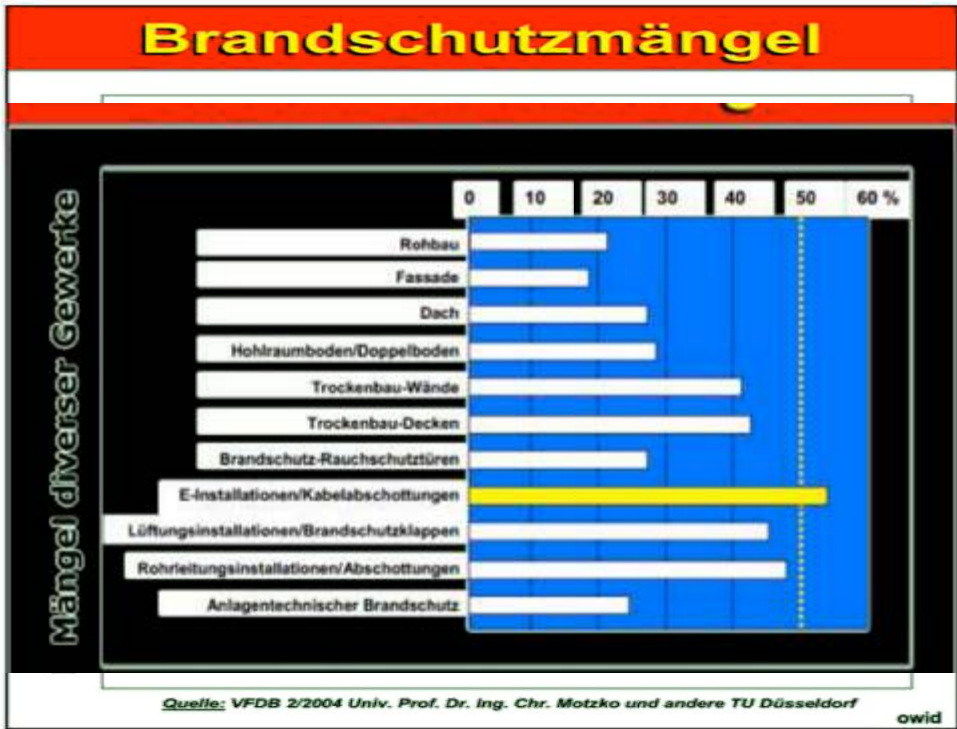 Brandschutzmängel
Mängel diverser Gewerke
0 10 20 30 40 50 60 %
Rohbau
Fassade
Dach
Hohlraumboden/Doppelboden
Trockenbau-Wände
Trockenbau-Decken
Brandschutz-Rauchschutztüren
E-Installationen/Kabelabschottungen
Lüftungsinstallationen/Brandschutzklappen
Rohrleitungsinstallationen/Abschottungen
Anlagentechnischer Brandschutz
Quelle: VFDB 2/2004 Univ. Prof. Dr. Ing. Chr. Motzko und andere TU Düsseldorf
owid